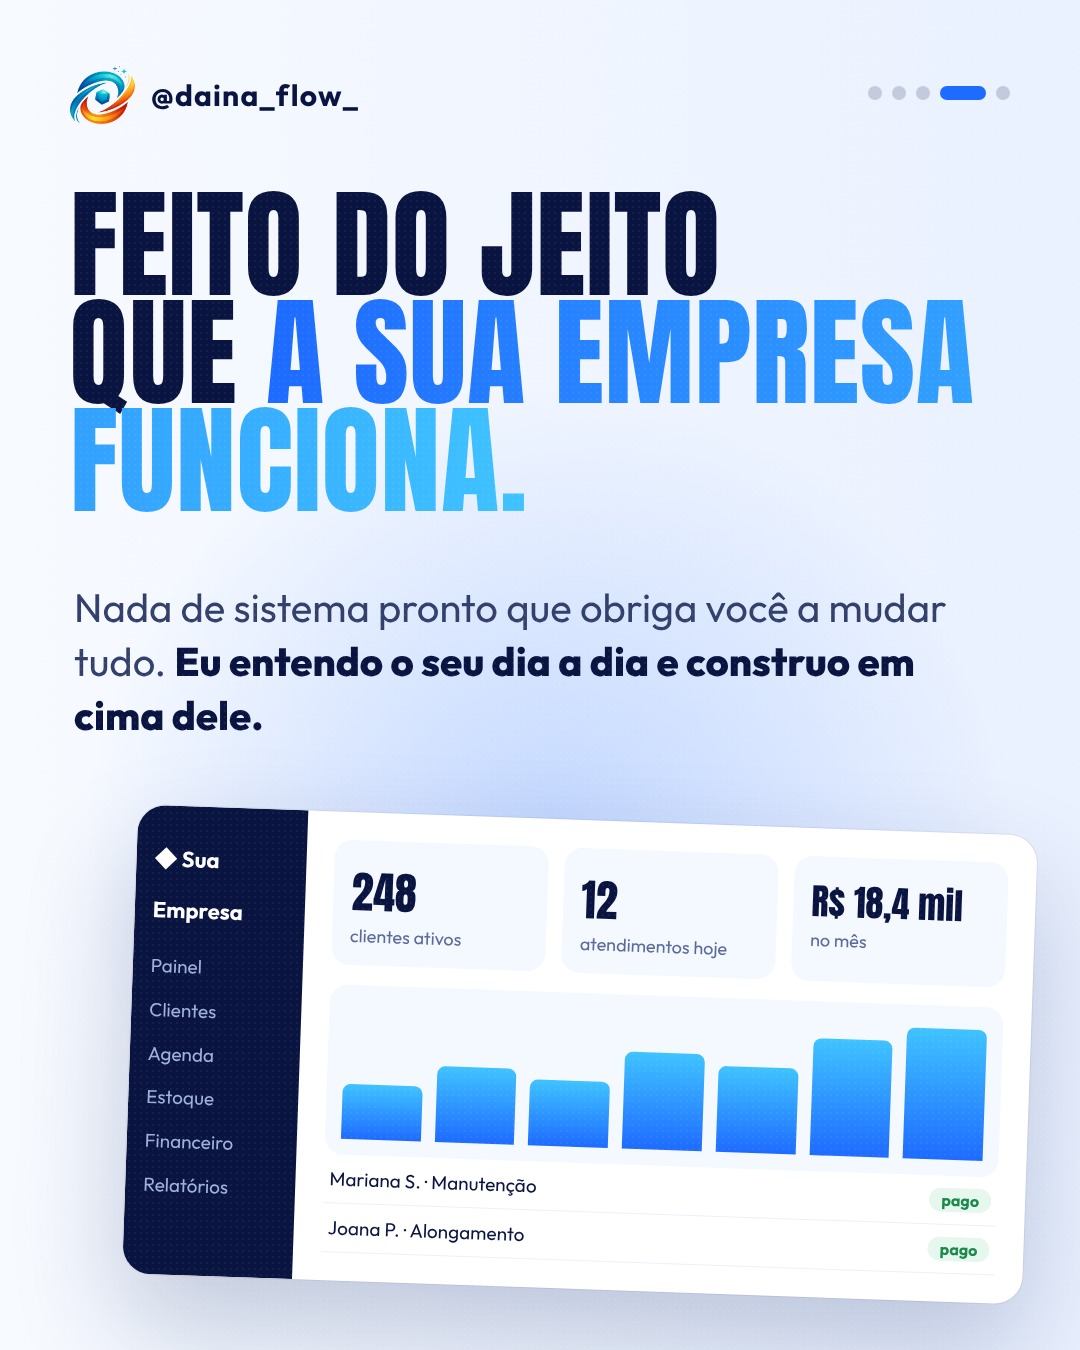 @daina_flow_
FEITO DO JEITO
QUE A SUA EMPRESA
FUNCIONA.
Nada de sistema pronto que obriga você a mudar
tudo. Eu entendo o seu dia a dia e construo em
cima dele.
Sua
Empresa
Painel
Clientes
Agenda
Estoque
Financeiro
Relatórios
248
clientes ativos
12
atendimentos hoje
R$ 18,4 mil
no mês
Mariana S. · Manutenção
pago
Joana P. · Alongamento
pago